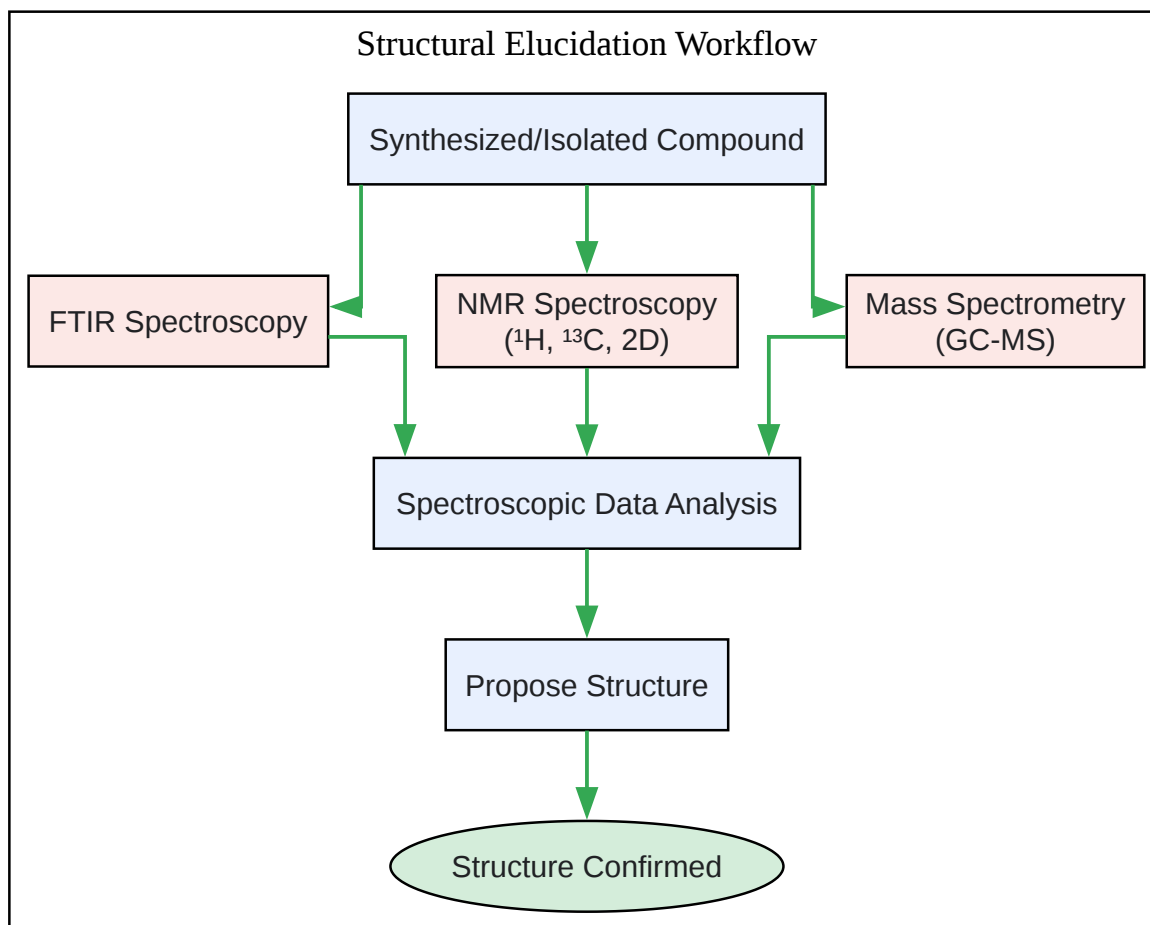 Structural Elucidation Workflow
Synthesized/Isolated Compound
FTIR Spectroscopy
NMR Spectroscopy
(¹H, ¹³C, 2D)
Mass Spectrometry
(GC-MS)
Spectroscopic Data Analysis
Propose Structure
Structure Confirmed